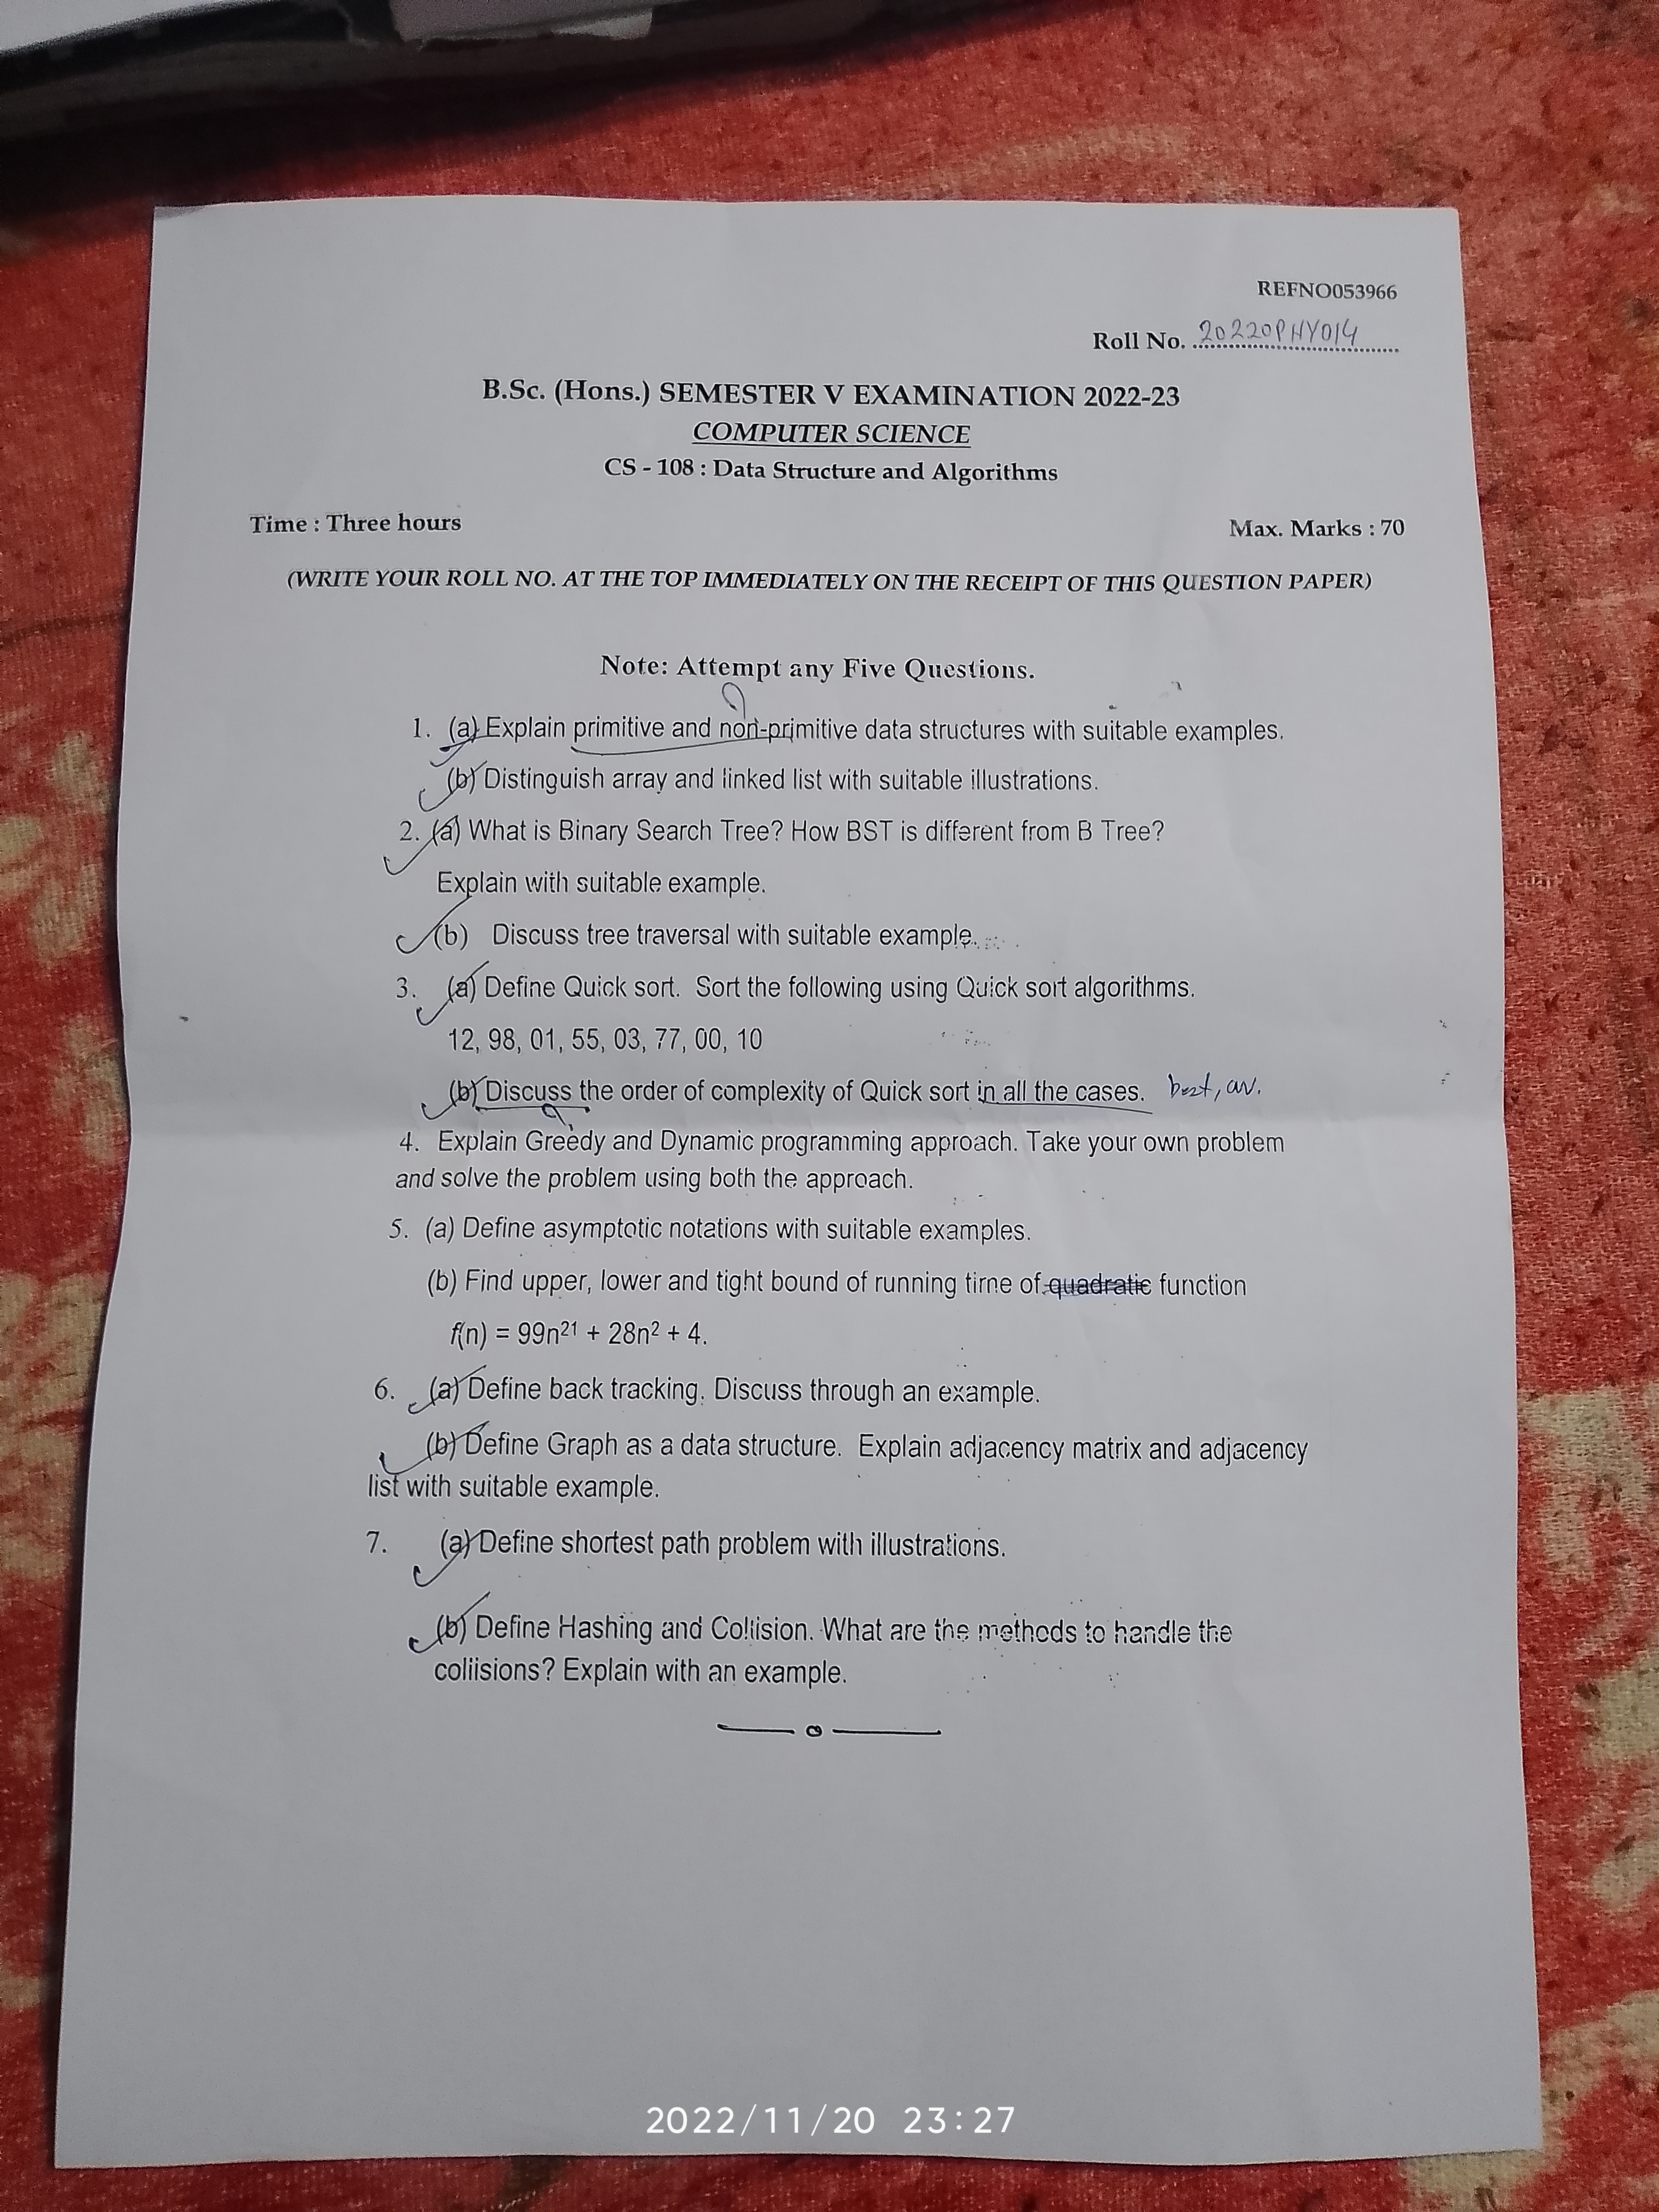 REFNO053966
Roll No. 20220PHY014
B.Sc. (Hons.) SEMESTER V EXAMINATION 2022-23
COMPUTER SCIENCE
CS - 108 : Data Structure and Algorithms
Time : Three hours Max. Marks : 70
(WRITE YOUR ROLL NO. AT THE TOP IMMEDIATELY ON THE RECEIPT OF THIS QUESTION PAPER)
Note: Attempt any Five Questions.
1. (a) Explain primitive and non-primitive data structures with suitable examples.
(b) Distinguish array and linked list with suitable illustrations.
2. (a) What is Binary Search Tree? How BST is different from B Tree?
Explain with suitable example.
(b) Discuss tree traversal with suitable example.
3. (a) Define Quick sort. Sort the following using Quick sort algorithms.
12, 98, 01, 55, 03, 77, 00, 10
(b) Discuss the order of complexity of Quick sort in all the cases. best, av.
4. Explain Greedy and Dynamic programming approach. Take your own problem
and solve the problem using both the approach.
5. (a) Define asymptotic notations with suitable examples.
(b) Find upper, lower and tight bound of running time of quadratic function
f(n) = 99n²¹ + 28n² + 4.
6. (a) Define back tracking. Discuss through an example.
(b) Define Graph as a data structure. Explain adjacency matrix and adjacency
list with suitable example.
7. (a) Define shortest path problem with illustrations.
(b) Define Hashing and Collision. What are the methods to handle the
collisions? Explain with an example.
2022/11/20 23:27